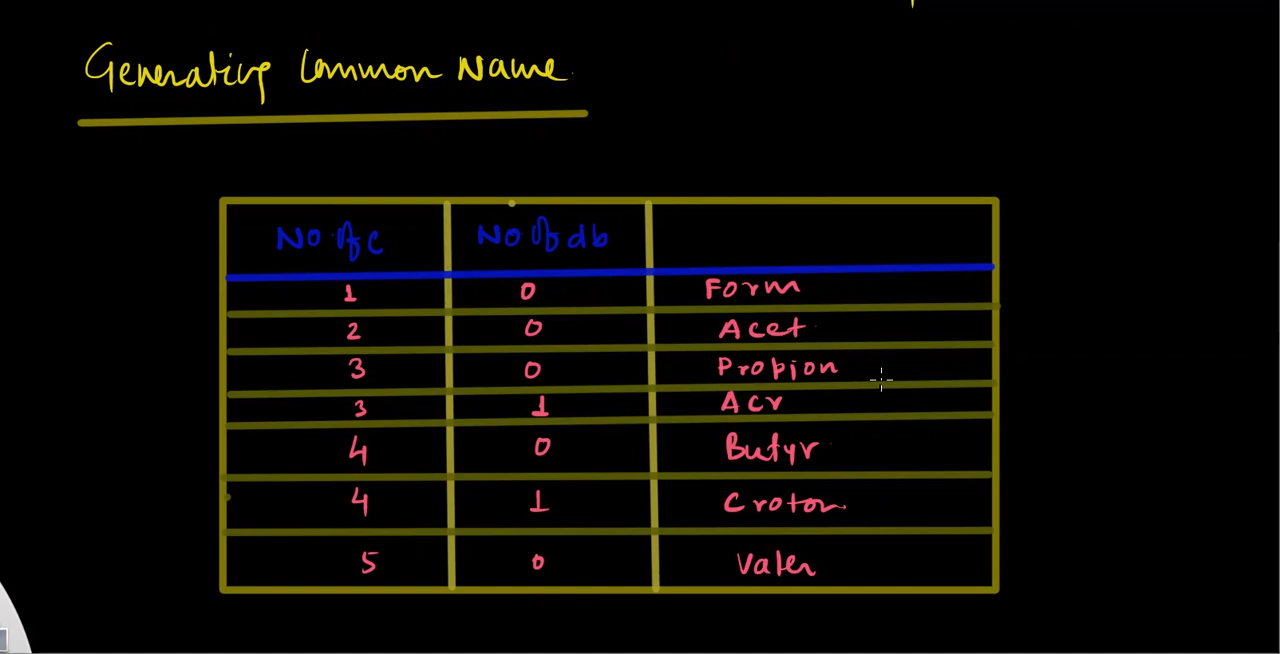 Generating Common Name
No. of c No of db
1 0 Form
2 0 Acet
3 0 Propion
3 1 Acr
4 0 Butyr
4 1 Croton
5 0 Valer